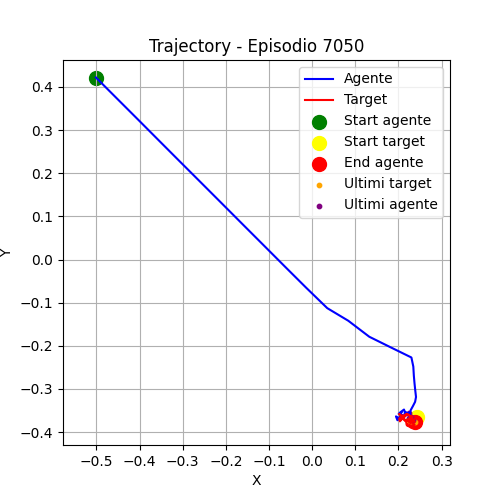 Trajectory - Episodio 7050
Agente
Target
Start agente
Start target
End agente
Ultimi target
Ultimi agente
0.4
0.3
0.2
0.1
0.0
−0.1
−0.2
−0.3
−0.4
Y
−0.5 −0.4 −0.3 −0.2 −0.1 0.0 0.1 0.2 0.3
X